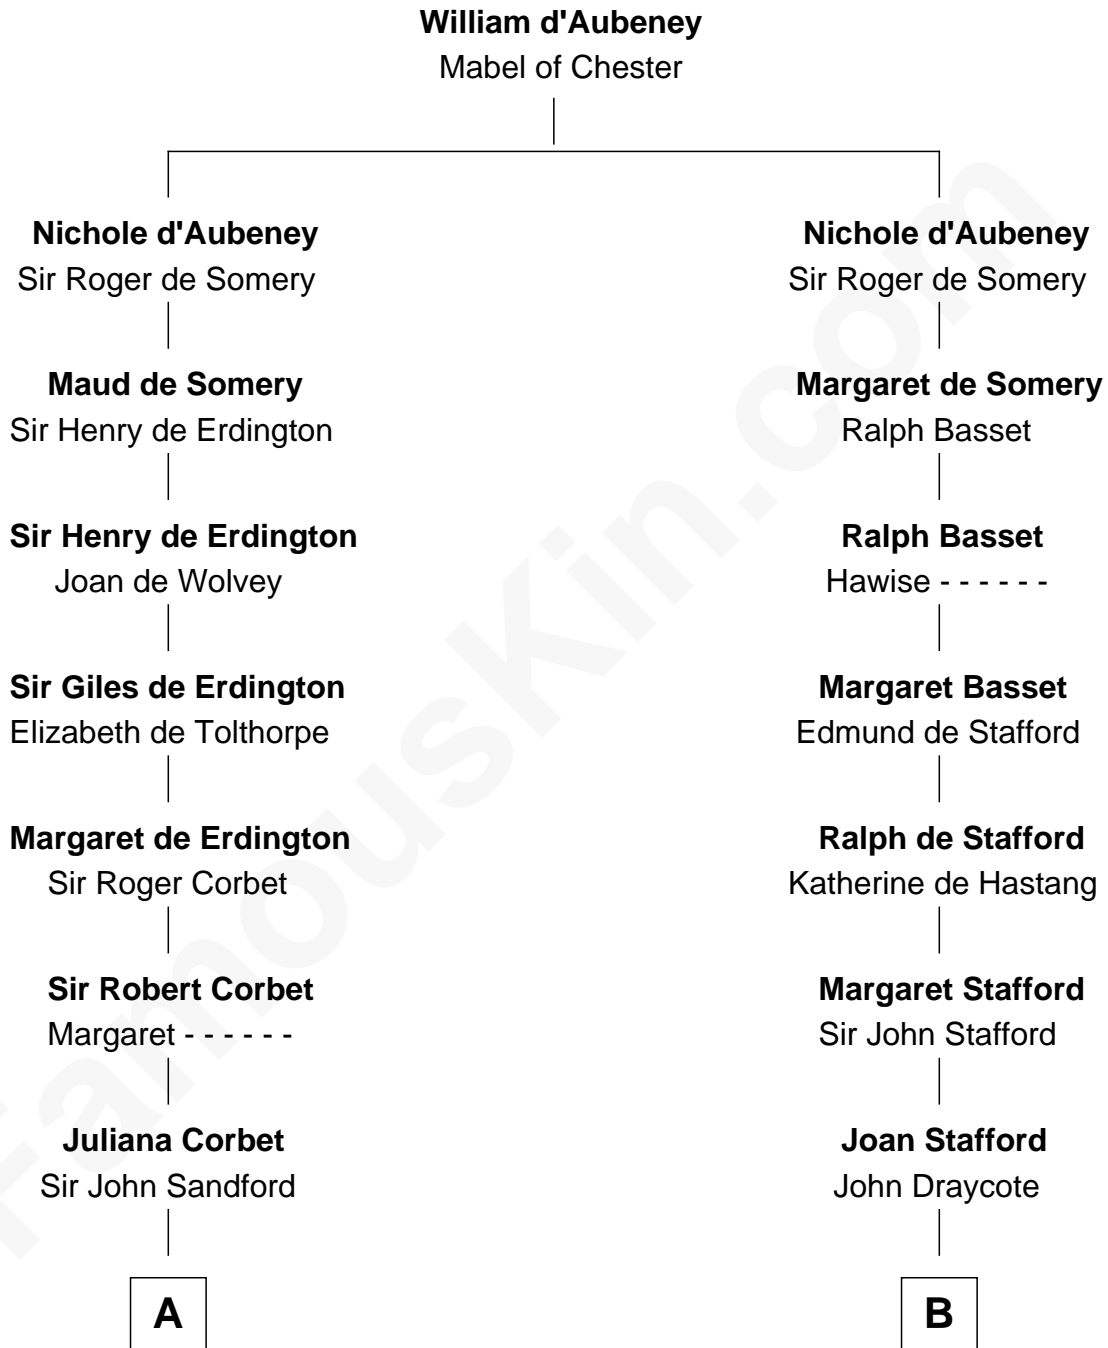 William d'Aubeney
Mabel of Chester
Nichole d'Aubeney
Sir Roger de Somery
Maud de Somery
Sir Henry de Erdington
Sir Henry de Erdington
Joan de Wolvey
Sir Giles de Erdington
Elizabeth de Tolthorpe
Margaret de Erdington
Sir Roger Corbet
Sir Robert Corbet
Margaret - - - - - -
Juliana Corbet
Sir John Sandford
A
Nichole d'Aubeney
Sir Roger de Somery
Margaret de Somery
Ralph Basset
Ralph Basset
Hawise - - - - - -
Margaret Basset
Edmund de Stafford
Ralph de Stafford
Katherine de Hastang
Margaret Stafford
Sir John Stafford
Joan Stafford
John Draycote
B
FamousKin.com